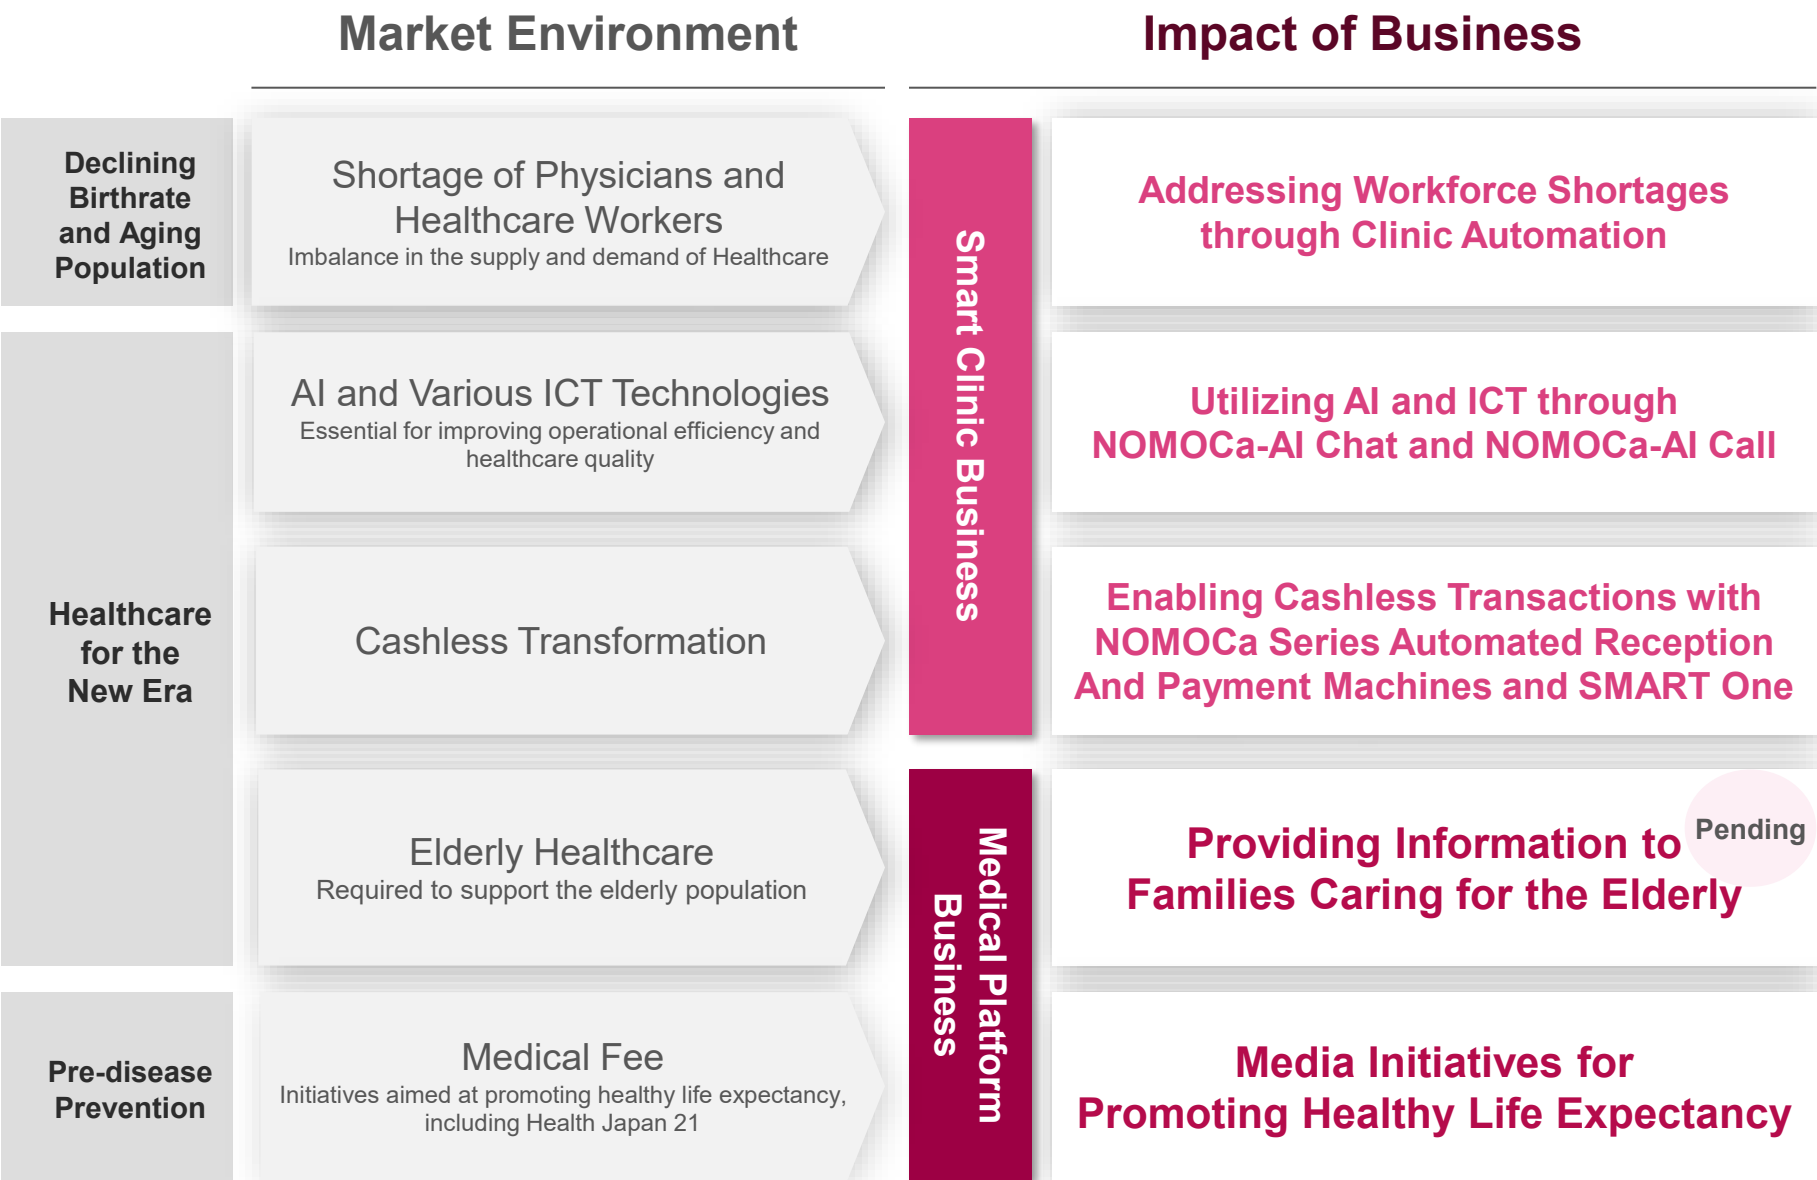 Market Environment
Impact of Business
Declining
Birthrate
and Aging
Population
Shortage of Physicians and
Healthcare Workers
Imbalance in the supply and demand of Healthcare
Smart Clinic Business
Addressing Workforce Shortages
through Clinic Automation
Healthcare
for the
New Era
AI and Various ICT Technologies
Essential for improving operational efficiency and
healthcare quality
Utilizing AI and ICT through
NOMOCa-AI Chat and NOMOCa-AI Call
Cashless Transformation
Enabling Cashless Transactions with
NOMOCa Series Automated Reception
And Payment Machines and SMART One
Elderly Healthcare
Required to support the elderly population
Medical Platform
Business
Providing Information to
Families Caring for the Elderly
Pending
Pre-disease
Prevention
Medical Fee
Initiatives aimed at promoting healthy life expectancy,
including Health Japan 21
Media Initiatives for
Promoting Healthy Life Expectancy